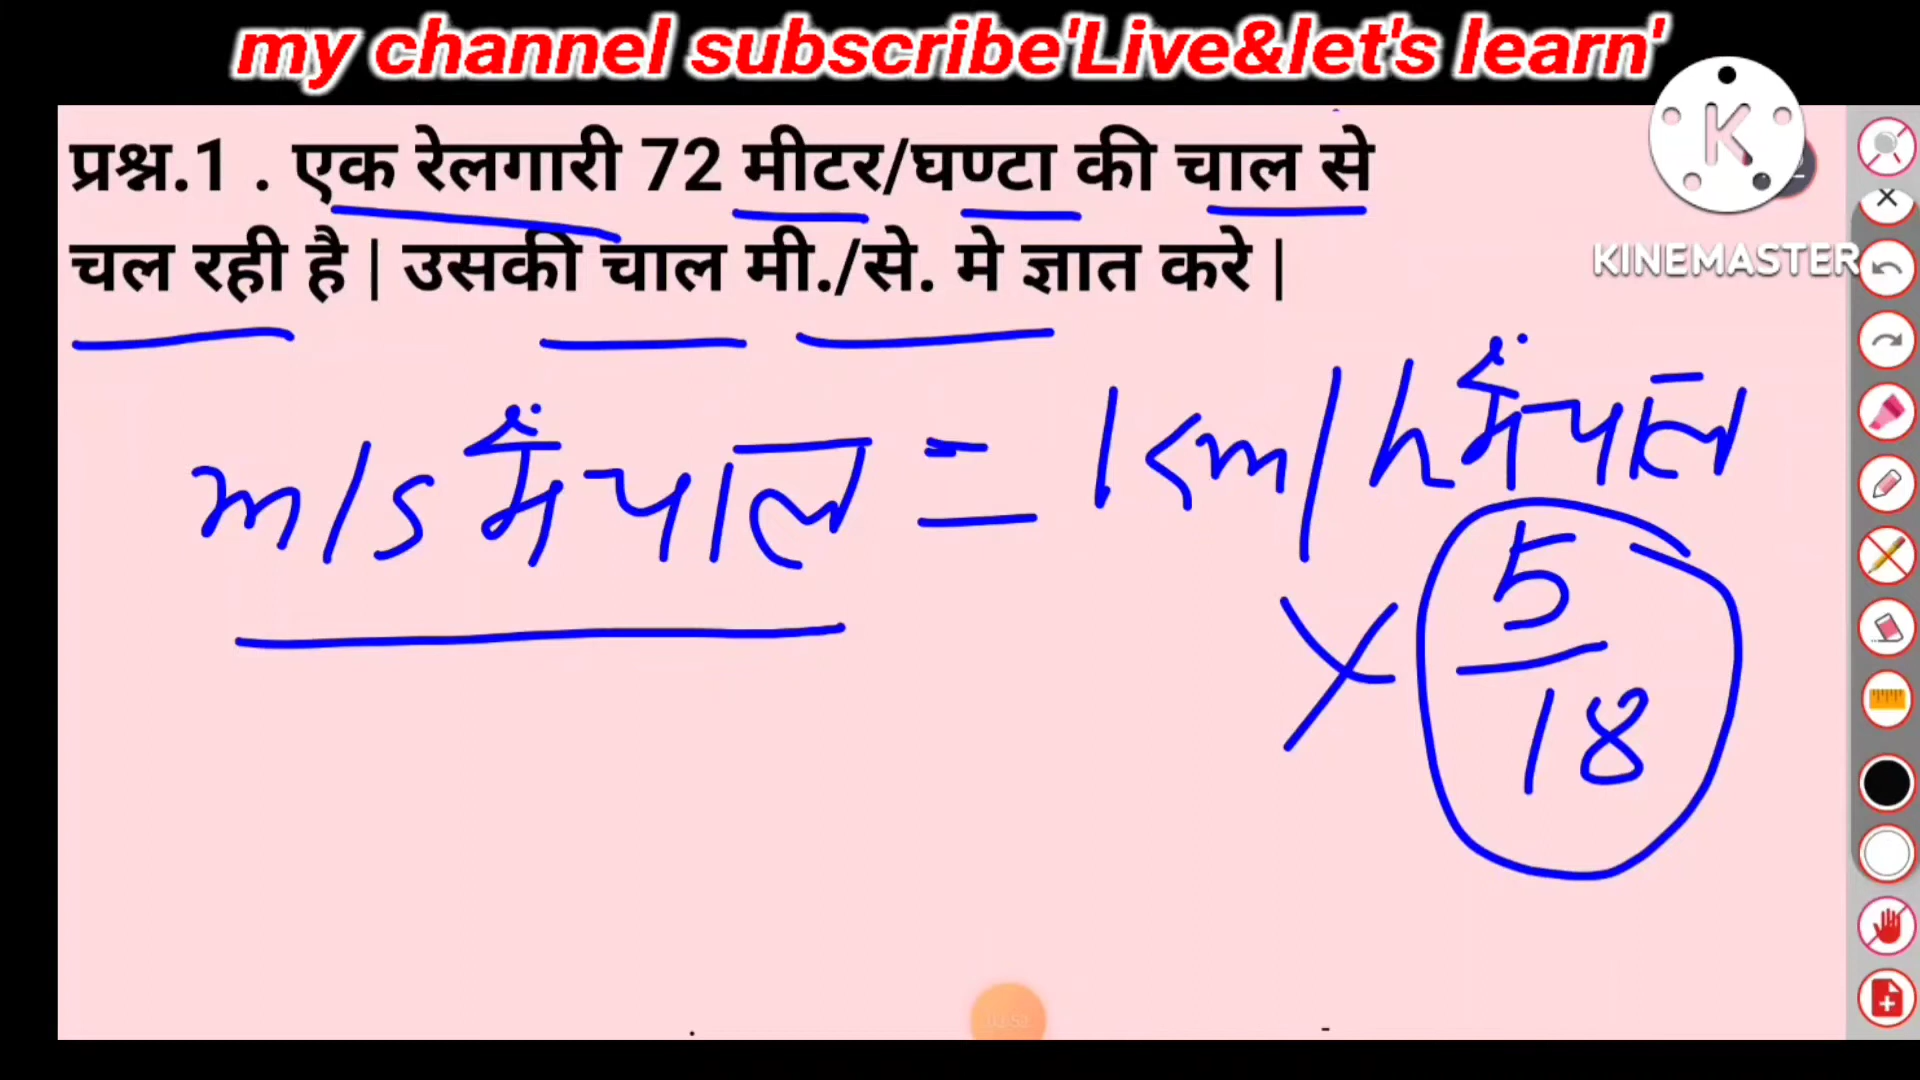 my channel subscribe'Live&let's learn'
K
KINEMASTER
प्रश्न.1 . एक रेलगारी 72 मीटर/घण्टा की चाल से
चल रही है | उसकी चाल मी./से. मे ज्ञात करे |
m/s में चाल = km/h में चाल
× 5/18